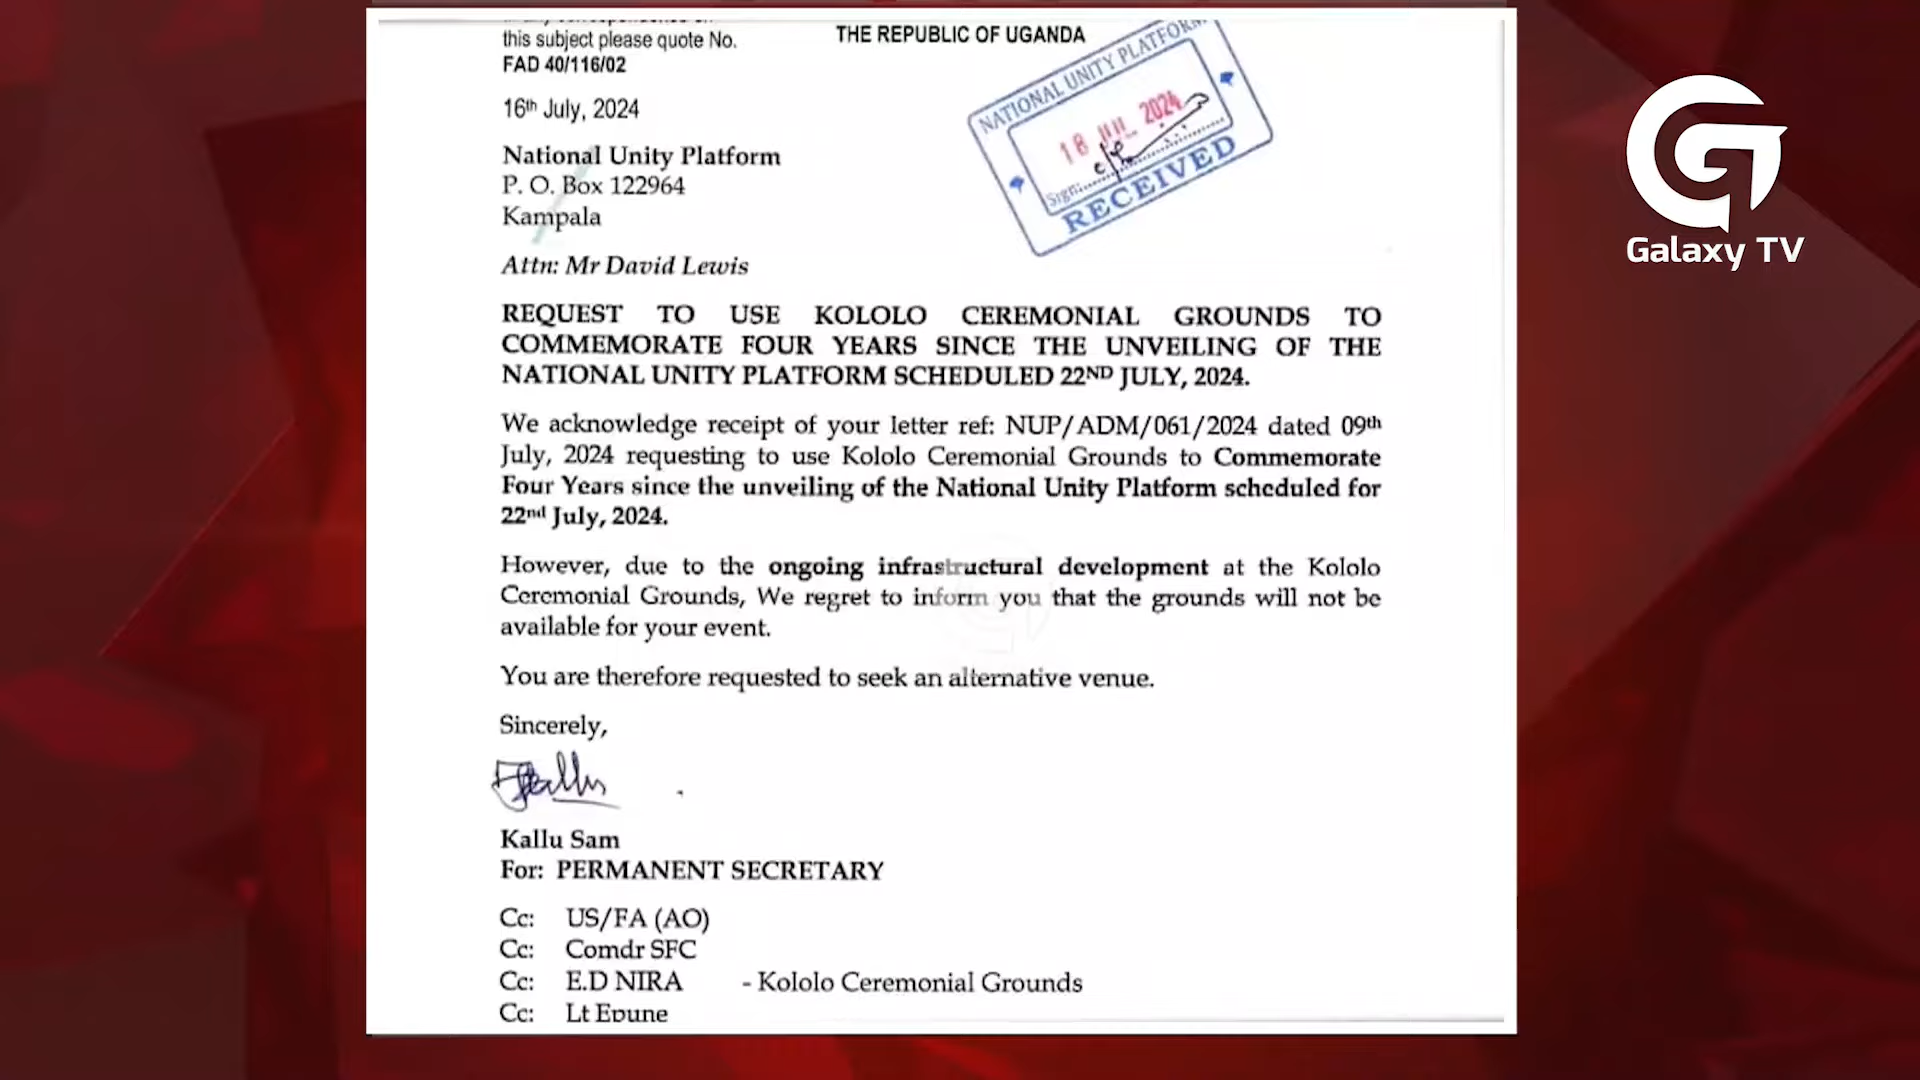 this subject please quote No.
FAD 40/116/02
THE REPUBLIC OF UGANDA
16th July, 2024
NATIONAL UNITY PLATFORM
18 JUL 2024
Sign:
RECEIVED
National Unity Platform
P. O. Box 122964
Kampala
Attn: Mr David Lewis
REQUEST TO USE KOLOLO CEREMONIAL GROUNDS TO
COMMEMORATE FOUR YEARS SINCE THE UNVEILING OF THE
NATIONAL UNITY PLATFORM SCHEDULED 22ND JULY, 2024.
We acknowledge receipt of your letter ref: NUP/ADM/061/2024 dated 09th
July, 2024 requesting to use Kololo Ceremonial Grounds to Commemorate
Four Years since the unveiling of the National Unity Platform scheduled for
22nd July, 2024.
However, due to the ongoing infrastructural development at the Kololo
Ceremonial Grounds, We regret to inform you that the grounds will not be
available for your event.
You are therefore requested to seek an alternative venue.
Sincerely,
Kallu Sam
For: PERMANENT SECRETARY
Cc: US/FA (AO)
Cc: Comdr SFC
Cc: E.D NIRA - Kololo Ceremonial Grounds
Cc: Lt Epune
Galaxy TV